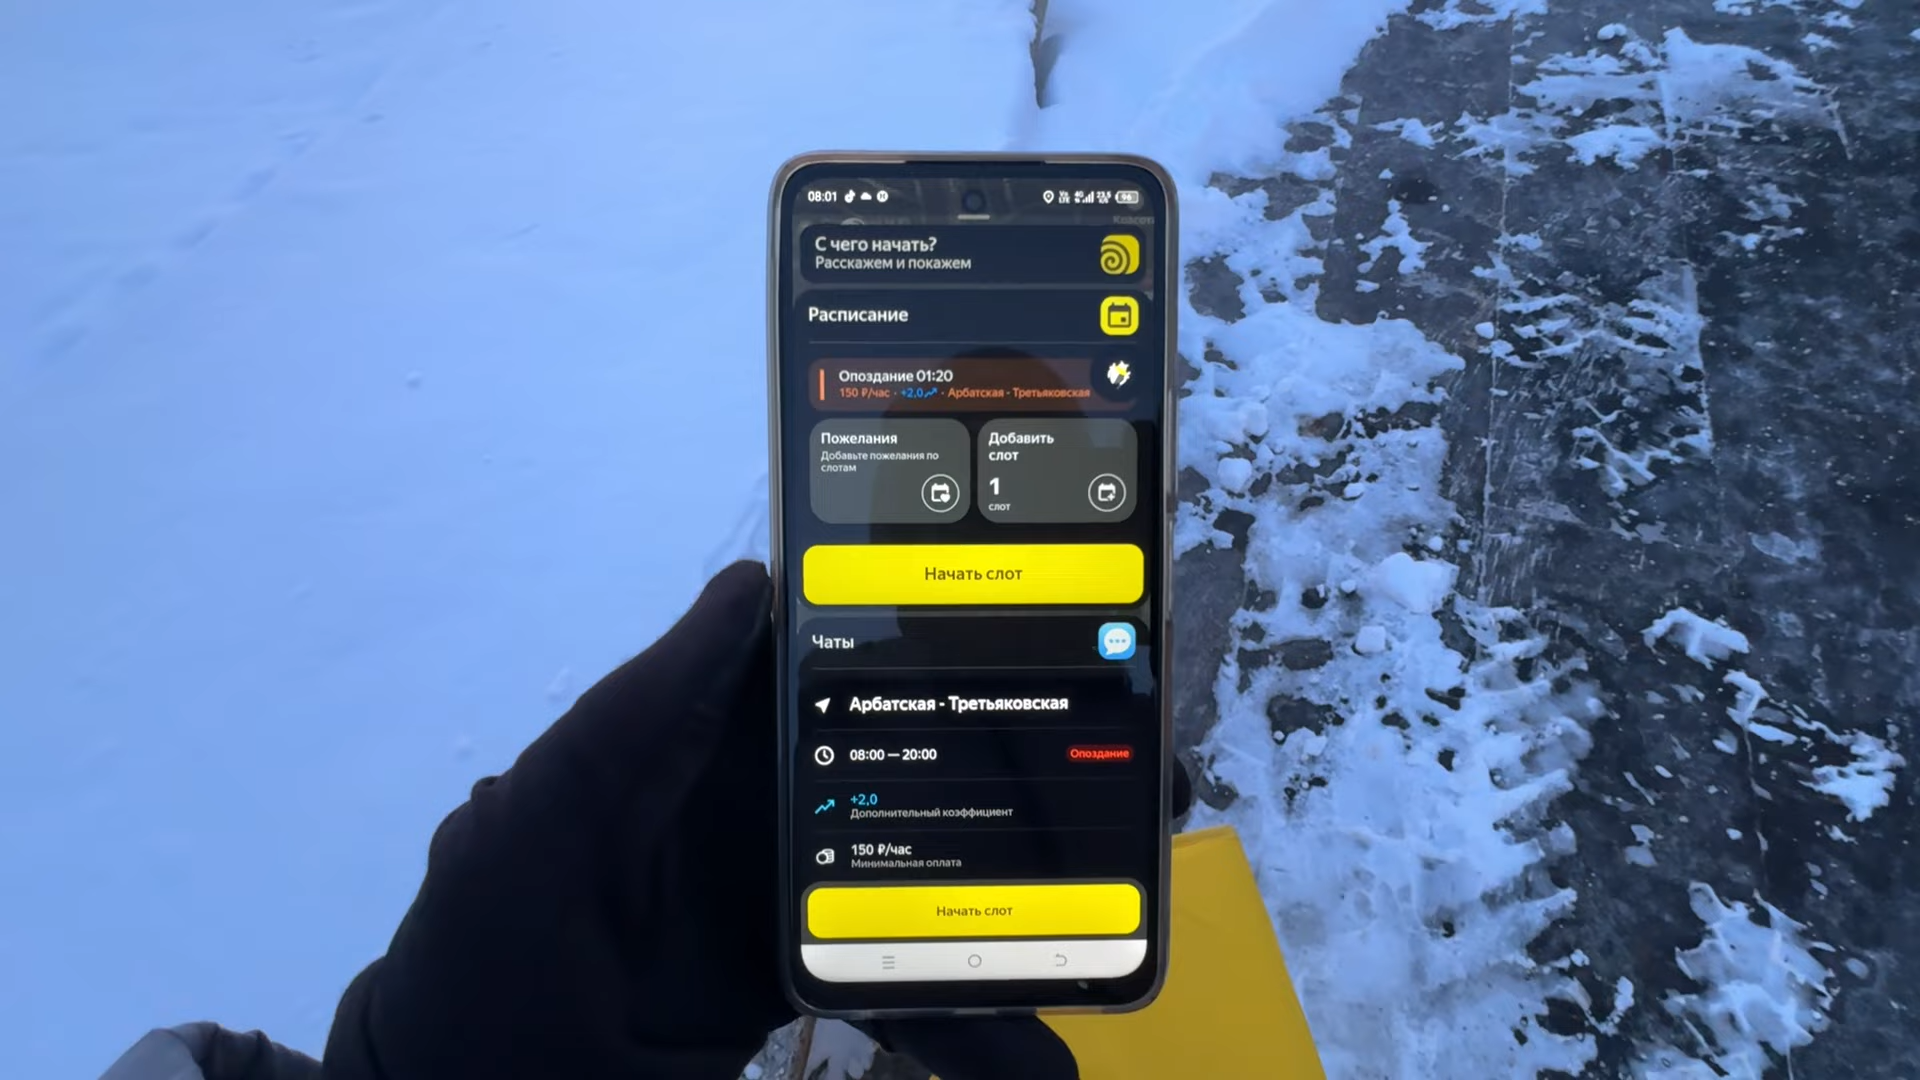 08:01
96
С чего начать?
Расскажем и покажем
Расписание
Опоздание 01:20
150 ₽/час · +2,0 · Арбатская - Третьяковская
Пожелания
Добавьте пожелания по
слотам
Добавить
слот
1
слот
Начать слот
Чаты
Арбатская - Третьяковская
08:00 — 20:00
Опоздание
+2,0
Дополнительный коэффициент
150 ₽/час
Минимальная оплата
Начать слот